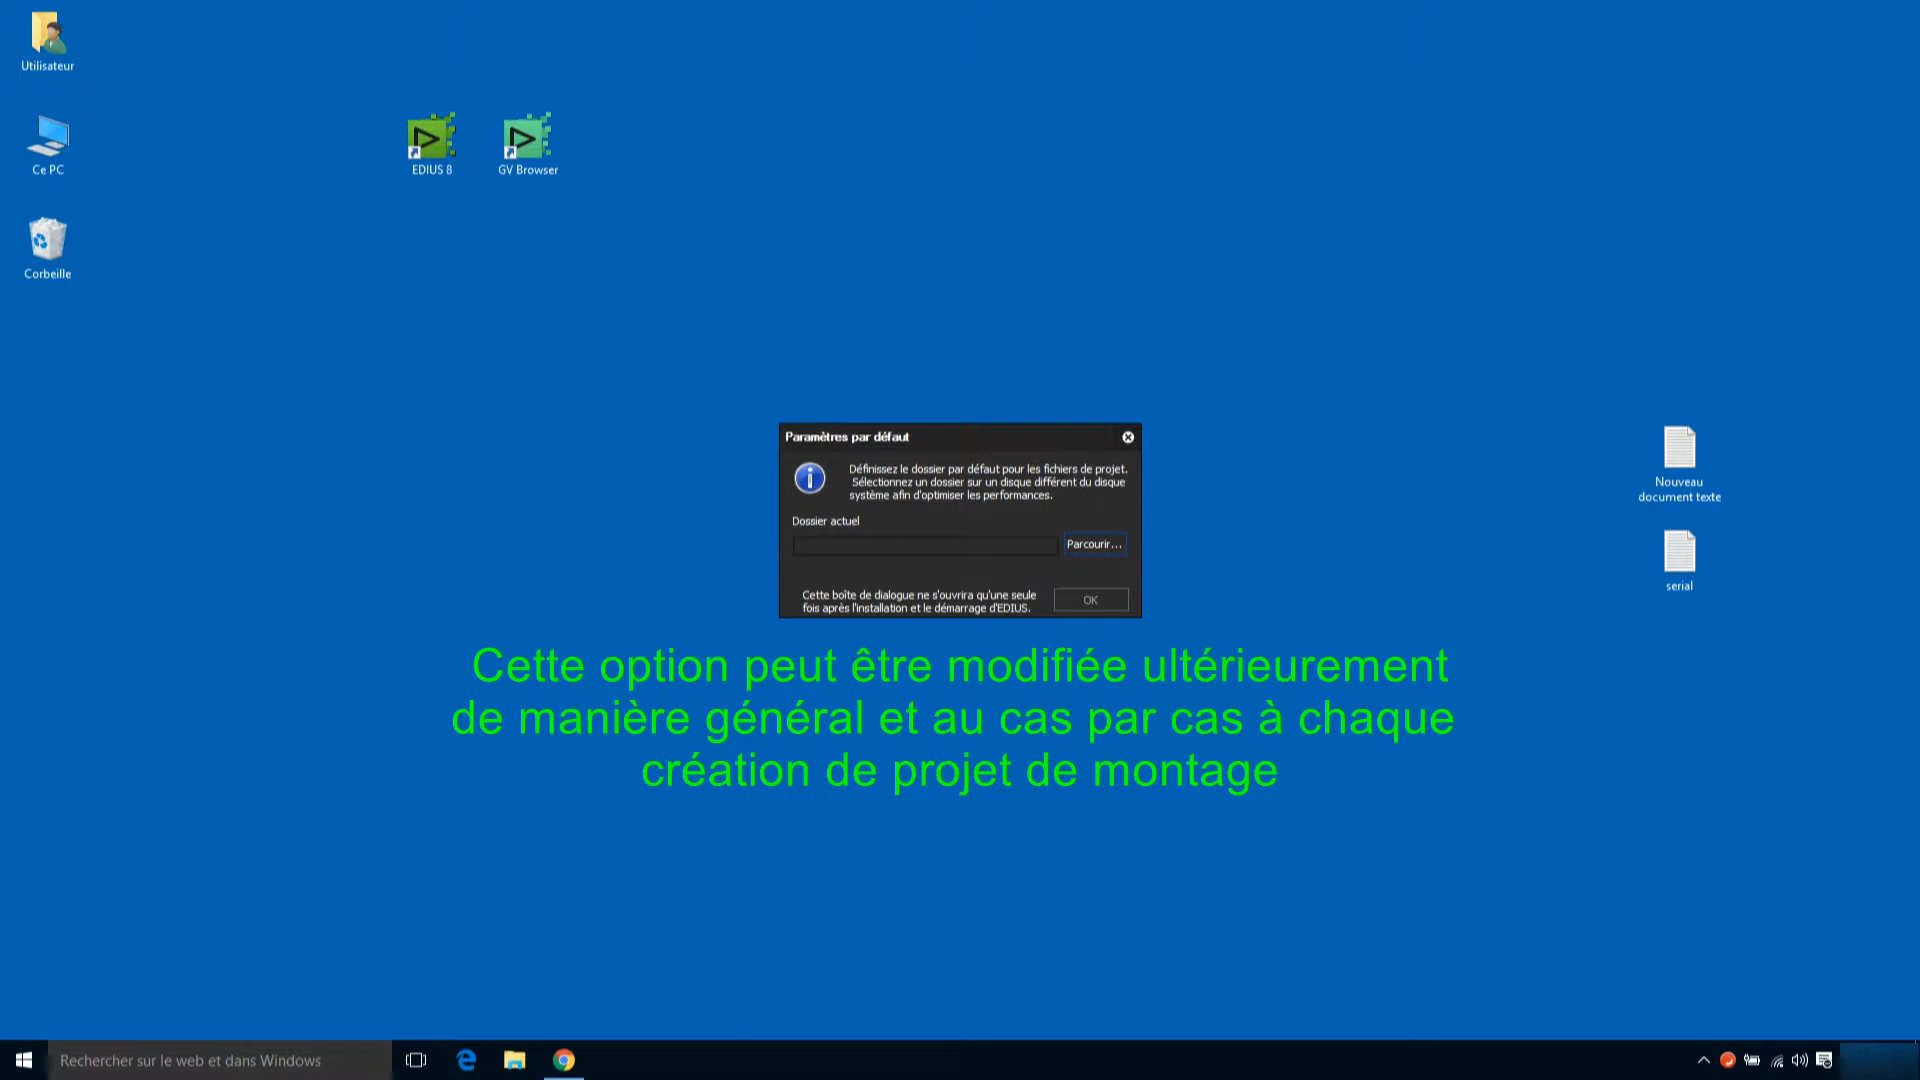 Utilisateur
Ce PC
Corbeille
EDIUS 8
GV Browser
Paramètres par défaut
Définissez le dossier par défaut pour les fichiers de projet.
Sélectionnez un dossier sur un disque différent du disque
système afin d'optimiser les performances.
Dossier actuel
Parcourir...
Cette boîte de dialogue ne s'ouvrira qu'une seule
fois après l'installation et le démarrage d'EDIUS.
OK
Nouveau
document texte
serial
Cette option peut être modifiée ultérieurement
de manière général et au cas par cas à chaque
création de projet de montage
Rechercher sur le web et dans Windows